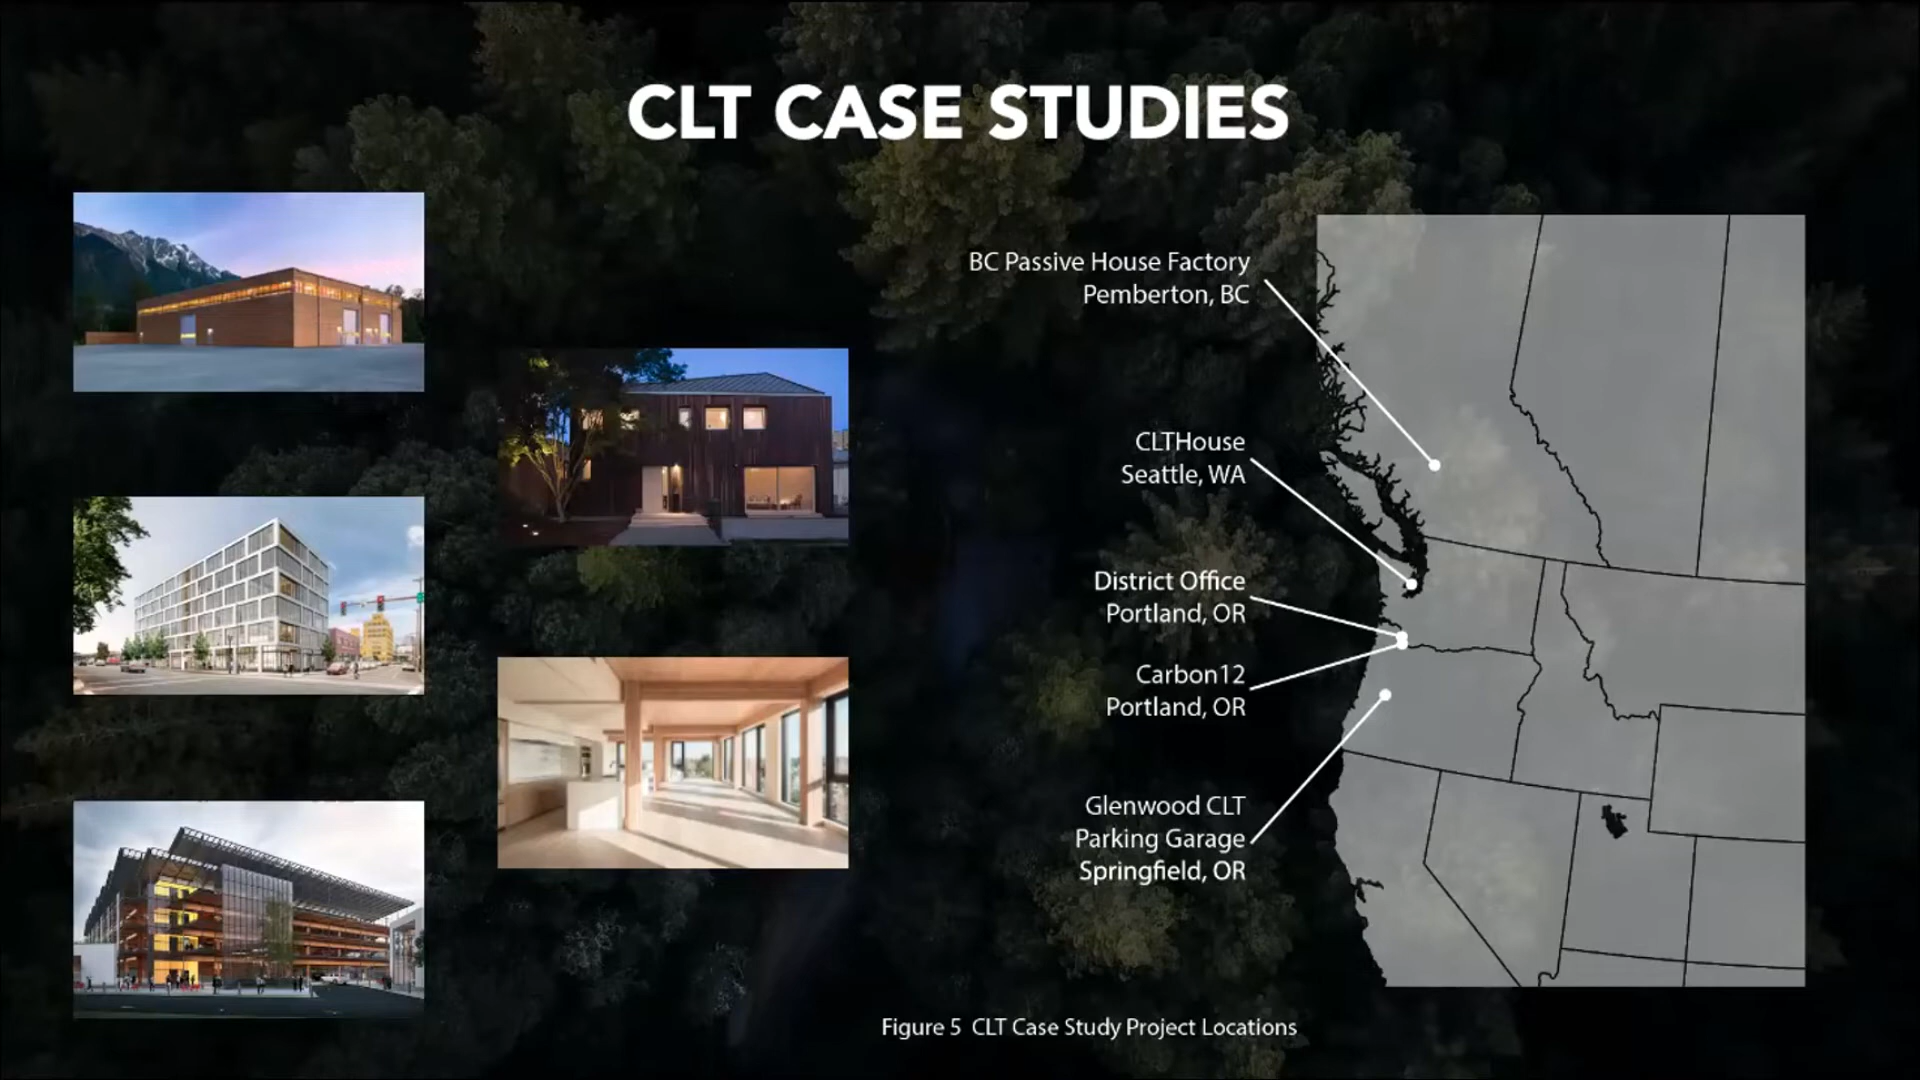 CLT CASE STUDIES
BC Passive House Factory
Pemberton, BC
CLTHouse
Seattle, WA
District Office
Portland, OR
Carbon12
Portland, OR
Glenwood CLT
Parking Garage
Springfield, OR
Figure 5 CLT Case Study Project Locations